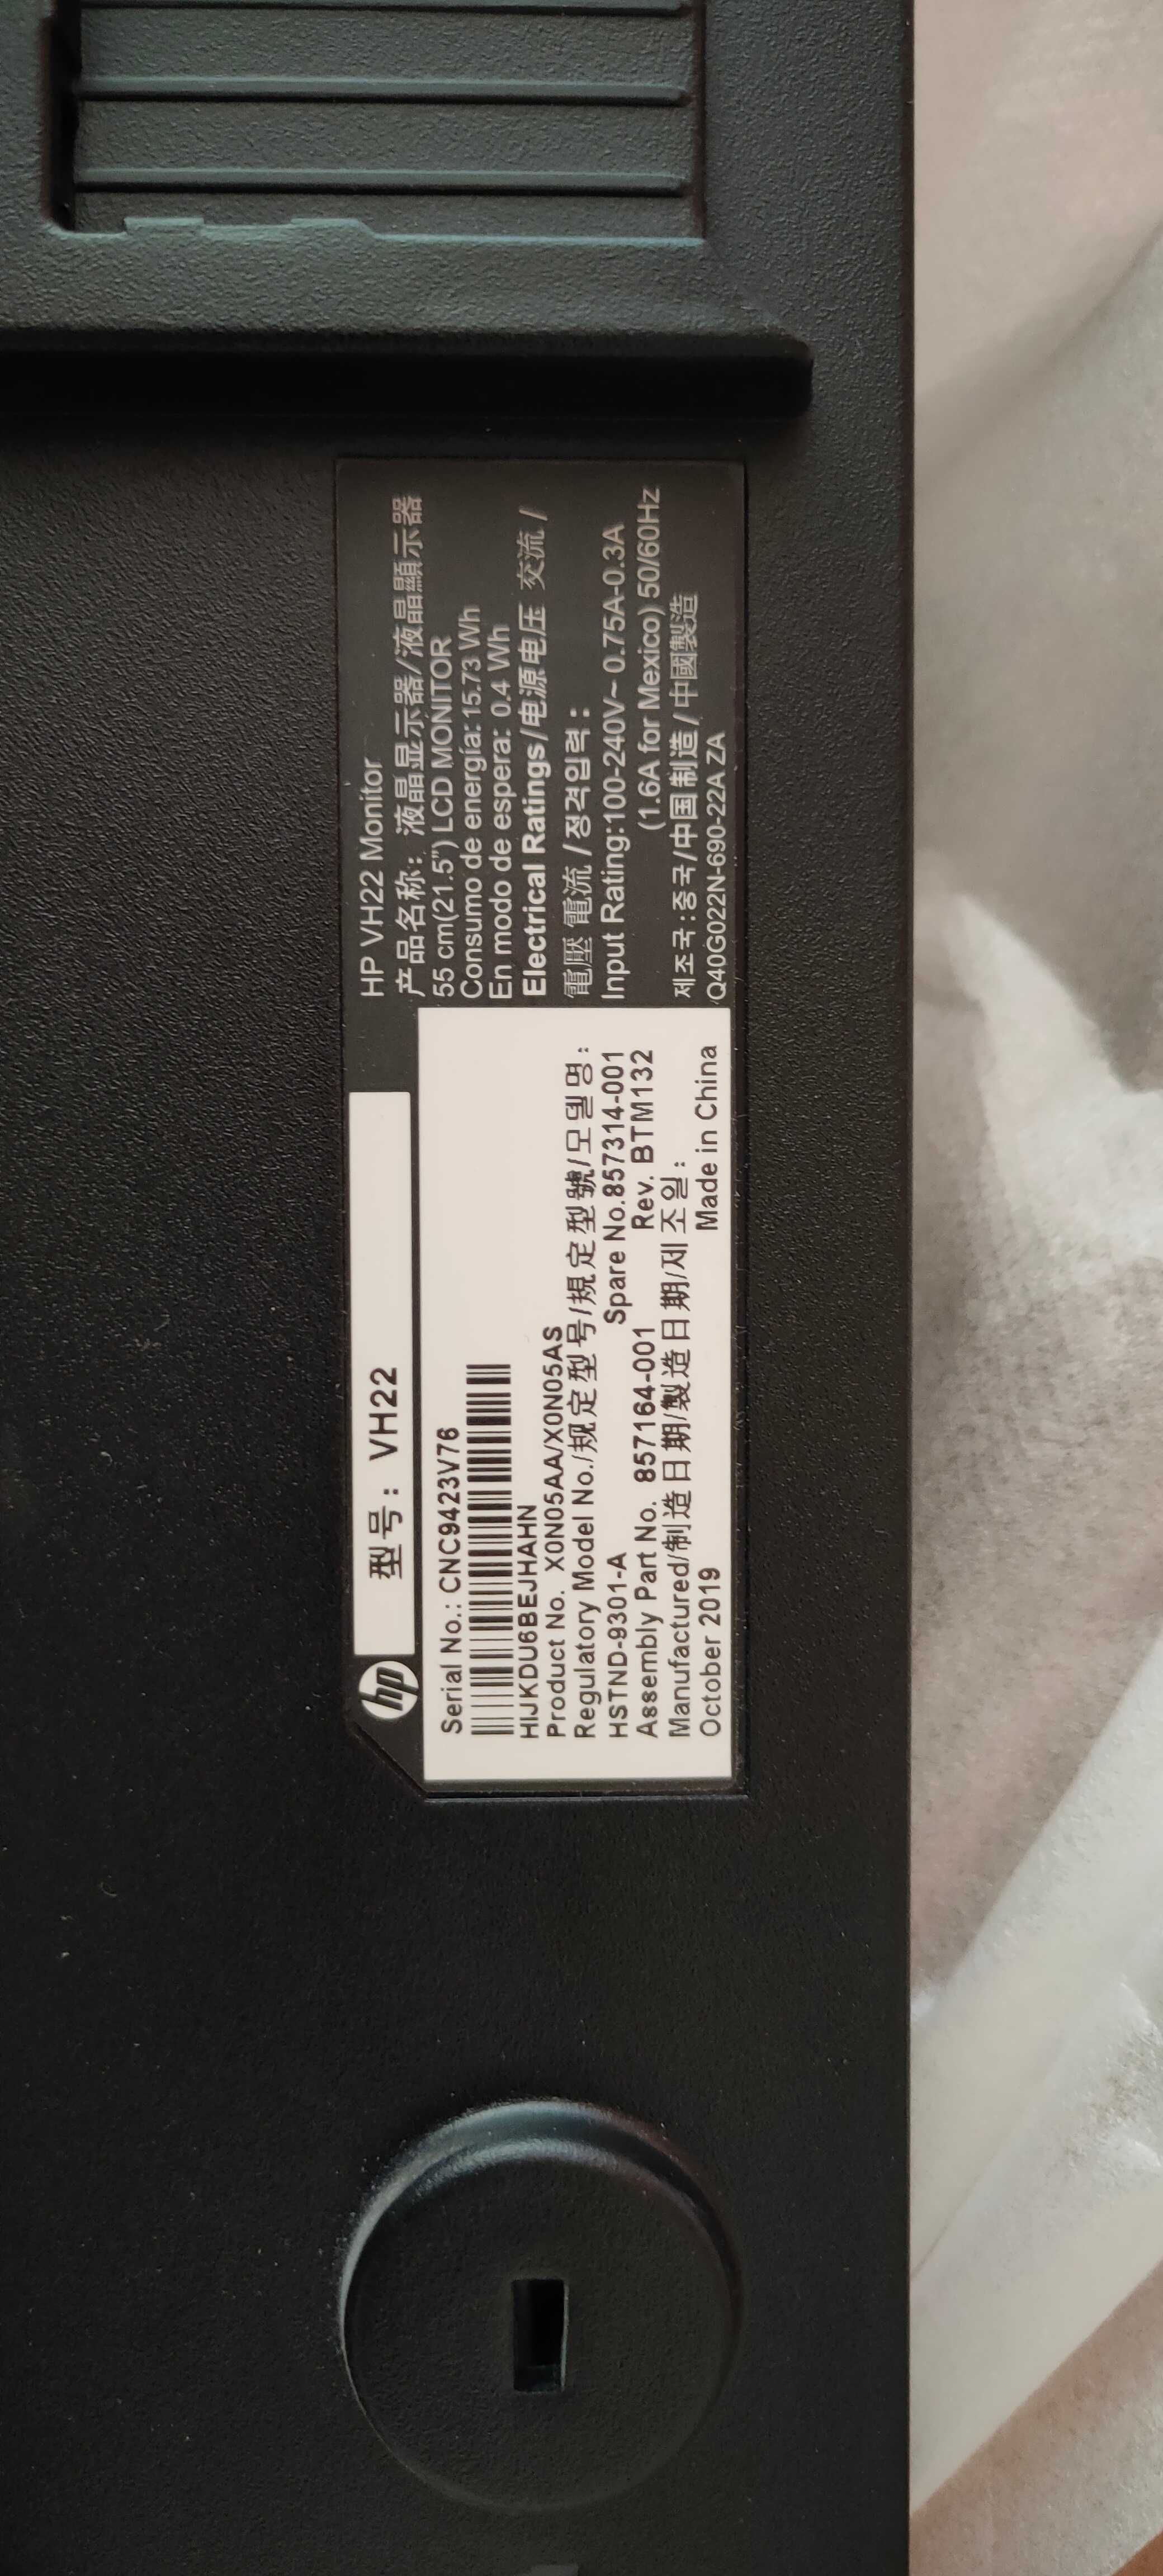 hp
型号: VH22
Serial No.: CNC9423V76
HIJKDU6BEJHAHN
Product No. X0N05AA/X0N05AS
Regulatory Model No./规定型号/規定型號/모델명:
HSTND-9301-A Spare No.857314-001
Assembly Part No. 857164-001 Rev. BTM132
Manufactured/制造日期/製造日期/제조일:
October 2019 Made in China
HP VH22 Monitor
产品名称: 液晶显示器/液晶顯示器
55 cm(21.5") LCD MONITOR
Consumo de energía: 15.73 Wh
En modo de espera: 0.4 Wh
Electrical Ratings/电源电压 交流 /
電壓 電流 /정격입력 :
Input Rating:100-240V~ 0.75A-0.3A
(1.6A for Mexico) 50/60Hz
제조국:중국/中国制造/中國製造
Q40G022N-690-22A ZA